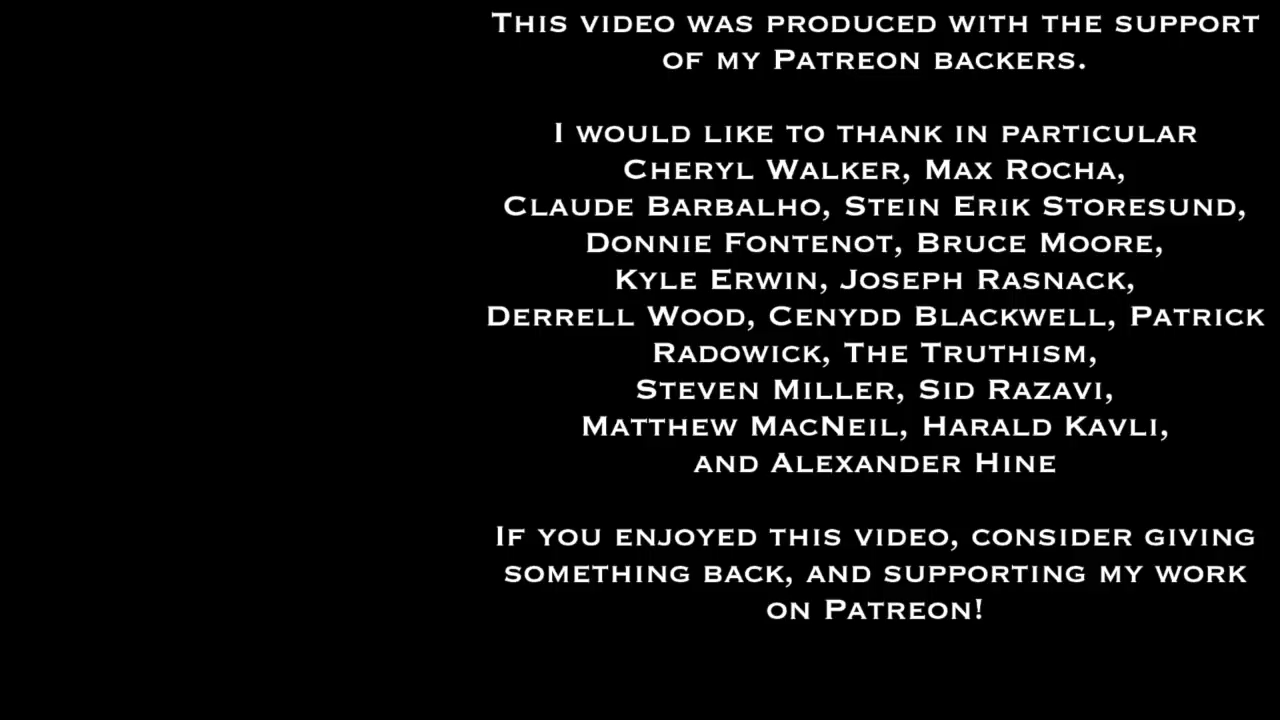 This video was produced with the support
of my Patreon backers.
I would like to thank in particular
Cheryl Walker, Max Rocha,
Claude Barbalho, Stein Erik Storesund,
Donnie Fontenot, Bruce Moore,
Kyle Erwin, Joseph Rasnack,
Derrell Wood, Cenydd Blackwell, Patrick
Radowick, The Truthism,
Steven Miller, Sid Razavi,
Matthew MacNeil, Harald Kavli,
and Alexander Hine
If you enjoyed this video, consider giving
something back, and supporting my work
on Patreon!